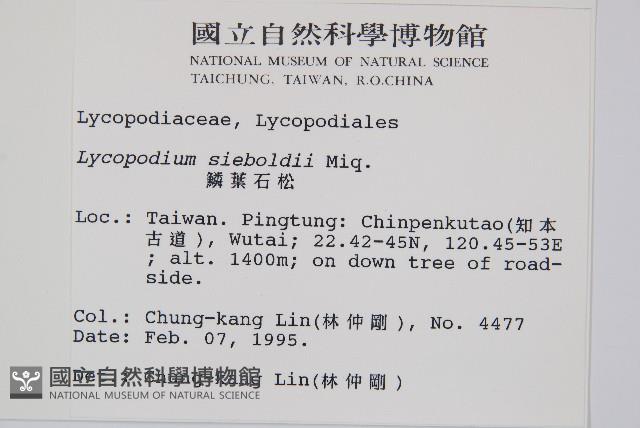 國立自然科學博物館
NATIONAL MUSEUM OF NATURAL SCIENCE
TAICHUNG, TAIWAN, R.O.CHINA
Lycopodiaceae, Lycopodiales
Lycopodium sieboldii Miq.
鱗葉石松
Loc.: Taiwan. Pingtung: Chinpenkutao(知本
古道), Wutai; 22.42-45N, 120.45-53E
; alt. 1400m; on down tree of road-
side.
Col.: Chung-kang Lin(林仲剛), No. 4477
Date: Feb. 07, 1995.
Det.: Chung-kang Lin(林仲剛)
國立自然科學博物館
NATIONAL MUSEUM OF NATURAL SCIENCE